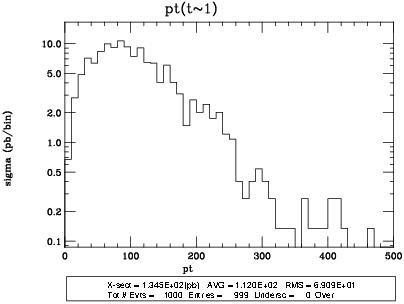 pt(t~1)
10.0
5.0
2.0
1.0
0.5
0.2
0.1
sigma (pb/bin)
0 100 200 300 400 500
pt
X-sect = 1.345E+02(pb) AVG = 1.120E+02 RMS = 6.909E+01
Tot # Evts = 1000 Entries = 999 Undersc = 0 Over